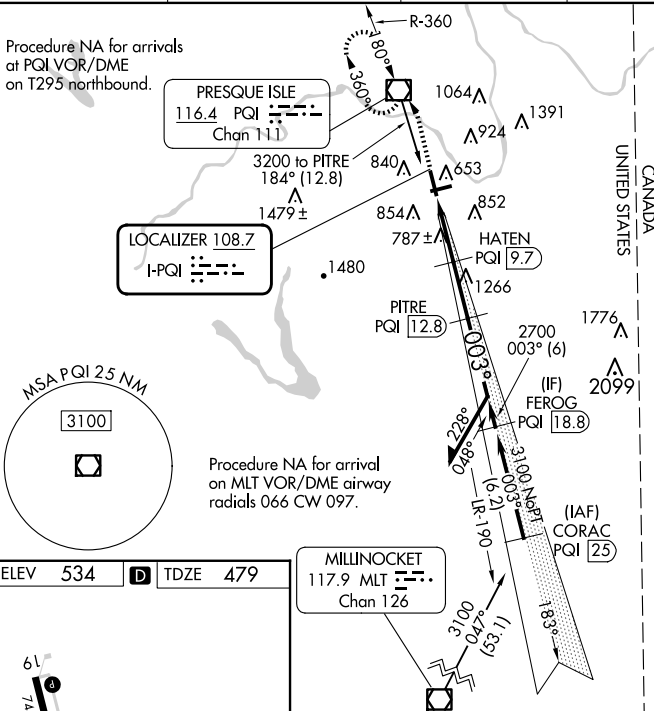 R-360
Procedure NA for arrivals
at PQI VOR/DME
on T295 northbound.
180°
360°
PRESQUE ISLE
116.4 PQI
Chan 111
1064
1391
924
3200 to PITRE
184° (12.8)
840
653
1479 ±
854
852
787 ±
LOCALIZER 108.7
I-PQI
HATEN
PQI 9.7
1480
1266
PITRE
PQI 12.8
CANADA
UNITED STATES
2700
003° (6)
1776
2099
003°
(IF)
FEROG
PQI 18.8
MSA PQI 25 NM
3100
228°
048°
Procedure NA for arrival
on MLT VOR/DME airway
radials 066 CW 097.
3100 NoPT
003°
(6.2)
LR-190
(IAF)
CORAC
PQI 25
MILLINOCKET
117.9 MLT
Chan 126
3100
047°
(53.1)
183°
ELEV 534 D TDZE 479
19
P
74